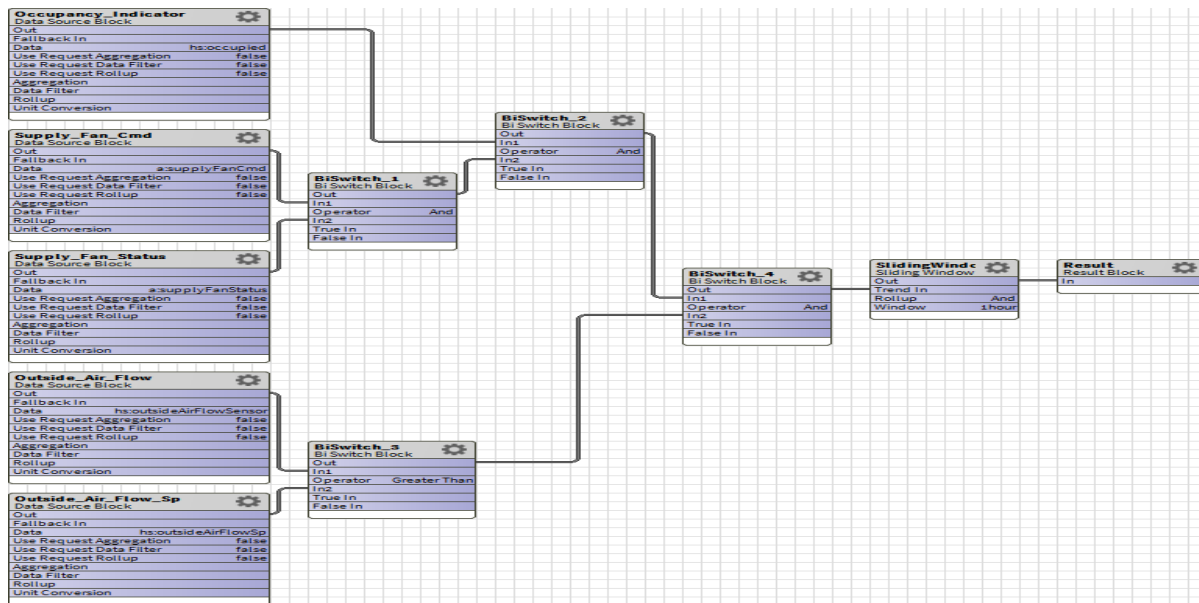 Occupancy_Indicator
Data Source Block
Out
Fallback In
Data hs:occupied
Use Request Aggregation false
Use Request Data Filter false
Use Request Rollup false
Aggregation
Data Filter
Rollup
Unit Conversion
Supply_Fan_Cmd
Data Source Block
Out
Fallback In
Data a:supplyFanCmd
Use Request Aggregation false
Use Request Data Filter false
Use Request Rollup false
Aggregation
Data Filter
Rollup
Unit Conversion
Supply_Fan_Status
Data Source Block
Out
Fallback In
Data a:supplyFanStatus
Use Request Aggregation false
Use Request Data Filter false
Use Request Rollup false
Aggregation
Data Filter
Rollup
Unit Conversion
Outside_Air_Flow
Data Source Block
Out
Fallback In
Data hs:outsideAirFlowSensor
Use Request Aggregation false
Use Request Data Filter false
Use Request Rollup false
Aggregation
Data Filter
Rollup
Unit Conversion
Outside_Air_Flow_Sp
Data Source Block
Out
Fallback In
Data hs:outsideAirFlowSp
Use Request Aggregation false
Use Request Data Filter false
Use Request Rollup false
Aggregation
Data Filter
Rollup
Unit Conversion
BiSwitch_1
Bi Switch Block
Out
In1
Operator And
In2
True In
False In
BiSwitch_2
Bi Switch Block
Out
In1
Operator And
In2
True In
False In
BiSwitch_3
Bi Switch Block
Out
In1
Operator Greater Than
In2
True In
False In
BiSwitch_4
Bi Switch Block
Out
In1
Operator And
In2
True In
False In
SlidingWindc
Sliding Window
Out
Trend In
Rollup And
Window 1hour
Result
Result Block
In